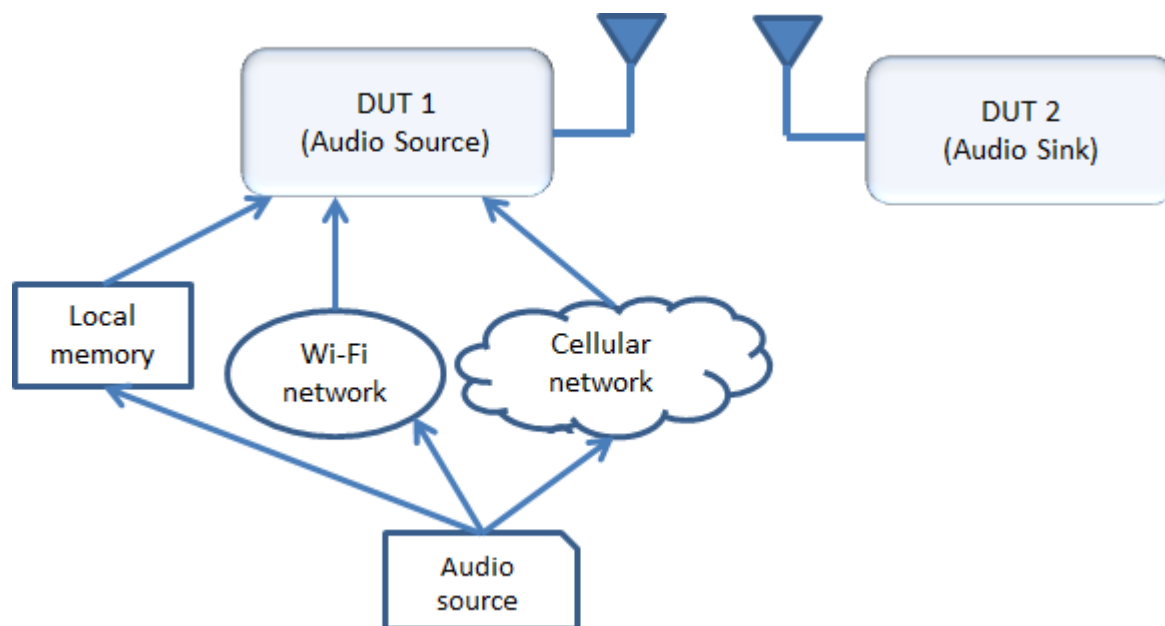 DUT 1
(Audio Source)
DUT 2
(Audio Sink)
Local
memory
Wi-Fi
network
Cellular
network
Audio
source